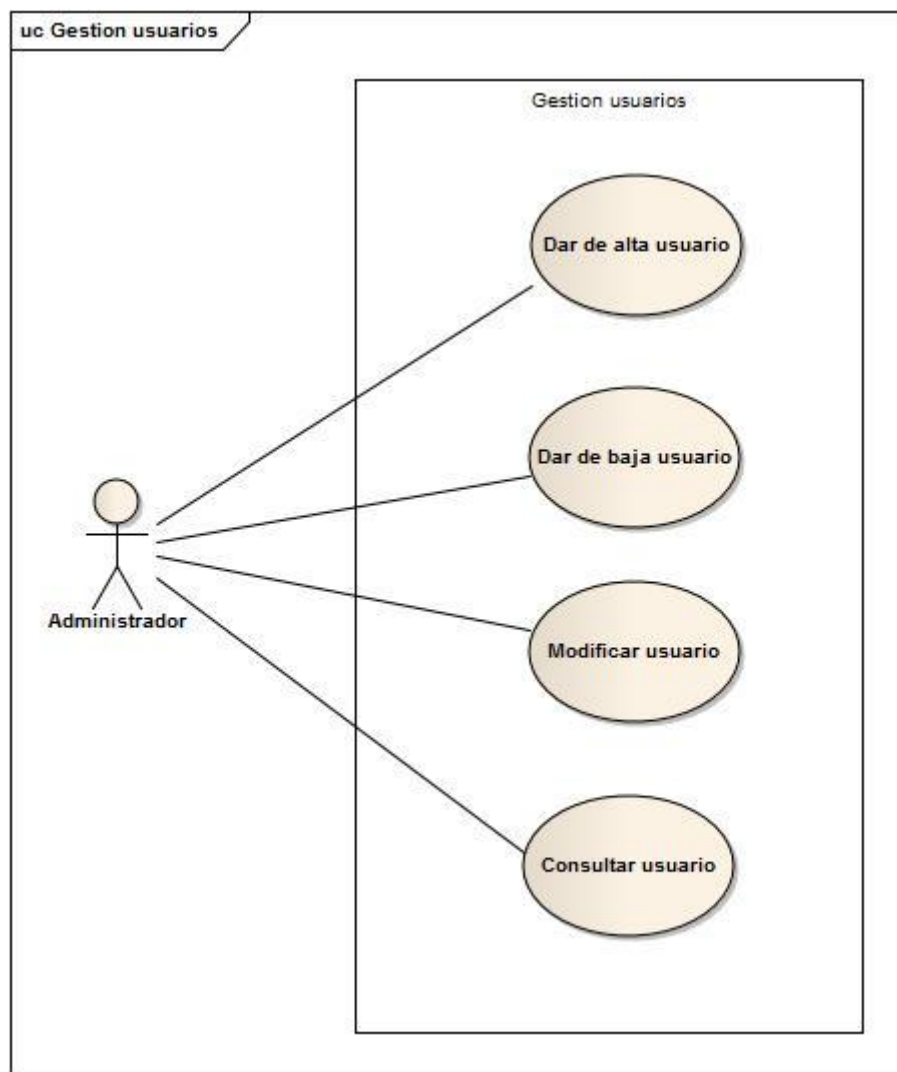 uc Gestion usuarios
Gestion usuarios
Dar de alta usuario
Dar de baja usuario
Administrador
Modificar usuario
Consultar usuario